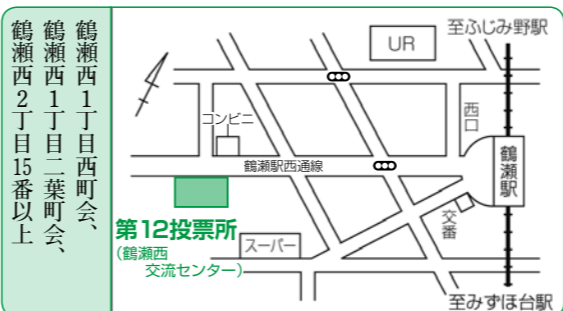 鶴瀬西1丁目西町会、
鶴瀬西1丁目二葉町会、
鶴瀬西2丁目15番以上
至ふじみ野駅
UR
コンビニ
西口
鶴瀬駅西通線
鶴瀬駅
交番
第12投票所
(鶴瀬西
交流センター)
スーパー
至みずほ台駅